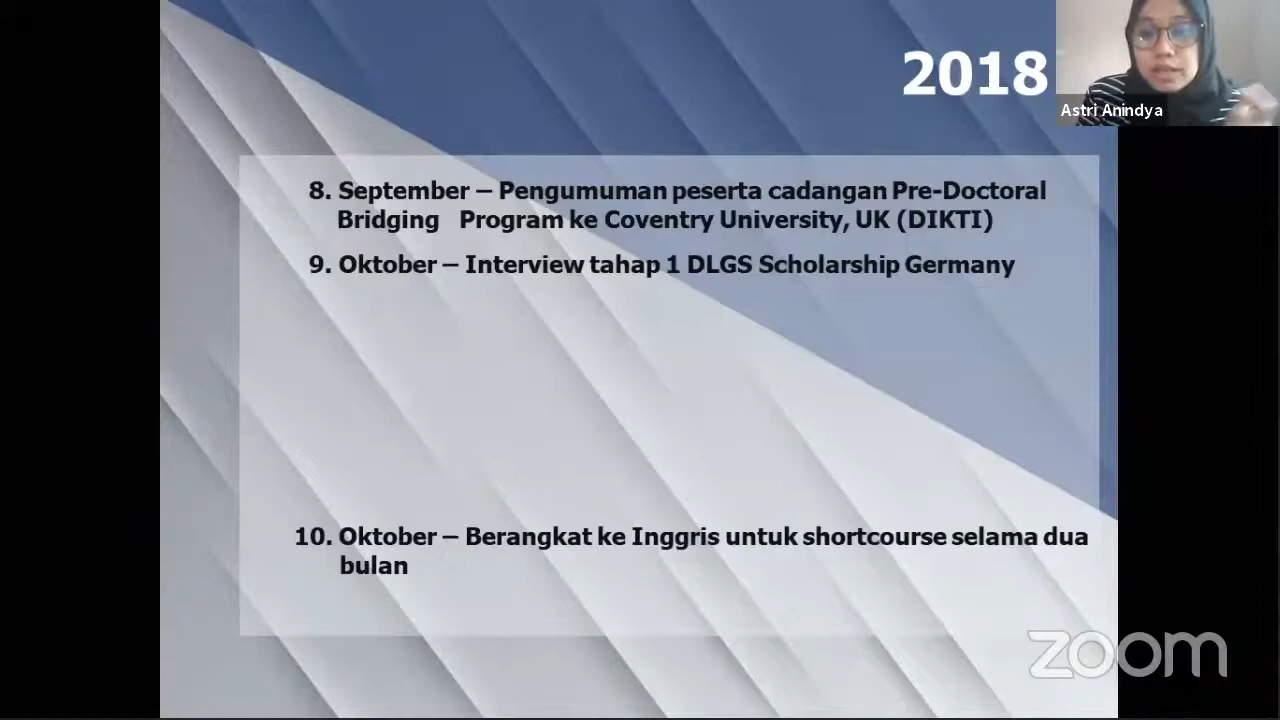 2018
Astri Anindya
8. September – Pengumuman peserta cadangan Pre-Doctoral
Bridging Program ke Coventry University, UK (DIKTI)
9. Oktober – Interview tahap 1 DLGS Scholarship Germany
10. Oktober – Berangkat ke Inggris untuk shortcourse selama dua
bulan
zoom